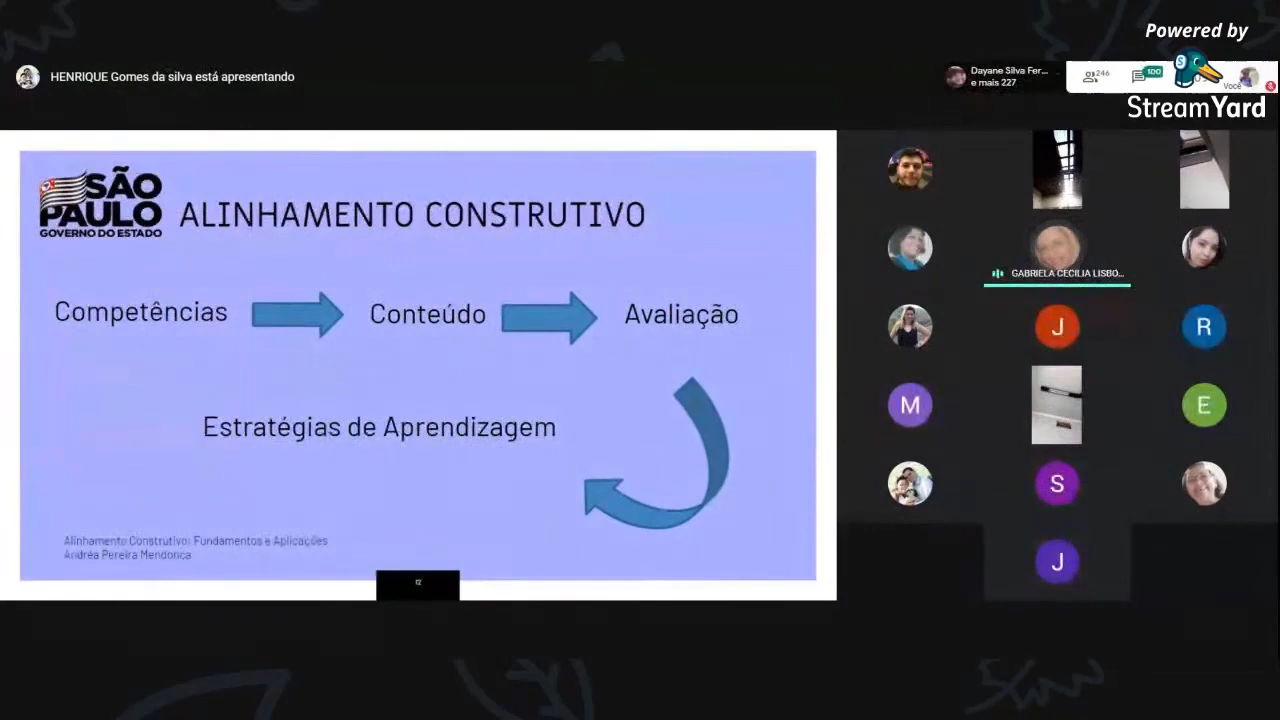 Powered by
StreamYard
HENRIQUE Gomes da silva está apresentando
Dayane Silva Fer...
e mais 227
246
100
Você
SÃO
PAULO
GOVERNO DO ESTADO
ALINHAMENTO CONSTRUTIVO
Competências
Conteúdo
Avaliação
Estratégias de Aprendizagem
Alinhamento Construtivo: Fundamentos e Aplicações
Andréa Pereira Mendonça
12
GABRIELA CECILIA LISBO...
J
R
M
E
S
J